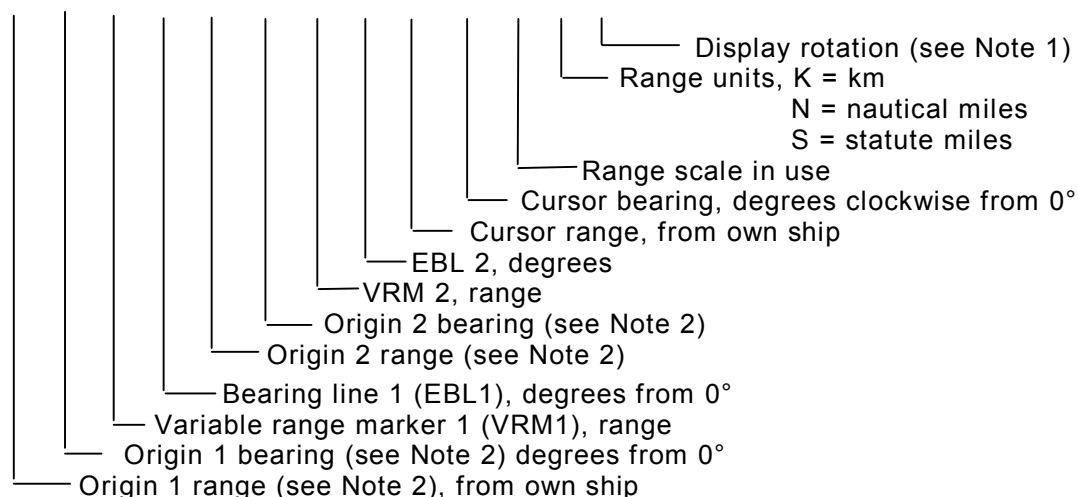 Display rotation (see Note 1)
Range units, K = km
N = nautical miles
S = statute miles
Range scale in use
Cursor bearing, degrees clockwise from 0°
Cursor range, from own ship
EBL 2, degrees
VRM 2, range
Origin 2 bearing (see Note 2)
Origin 2 range (see Note 2)
Bearing line 1 (EBL1), degrees from 0°
Variable range marker 1 (VRM1), range
Origin 1 bearing (see Note 2) degrees from 0°
Origin 1 range (see Note 2), from own ship